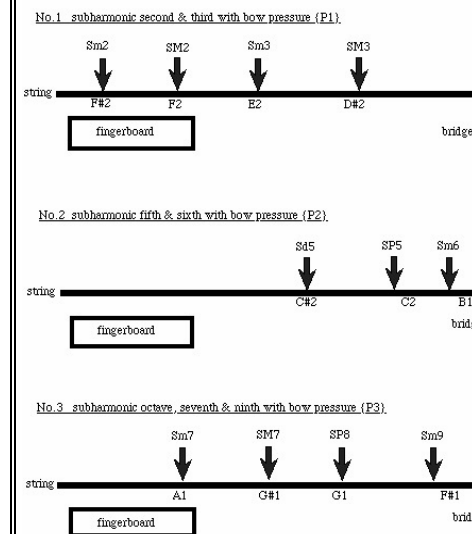 No.1 subharmonic second & third with bow pressure {P1}
Sm2 SM2 Sm3 SM3
string
F#2 F2 E2 D#2
fingerboard bridge
No.2 subharmonic fifth & sixth with bow pressure {P2}
Sd5 SP5 Sm6
string
C#2 C2 B1
fingerboard
No.3 subharmonic octave, seventh & ninth with bow pressure {P3}
Sm7 SM7 SP8 Sm9
string
A1 G#1 G1 F#1
fingerboard